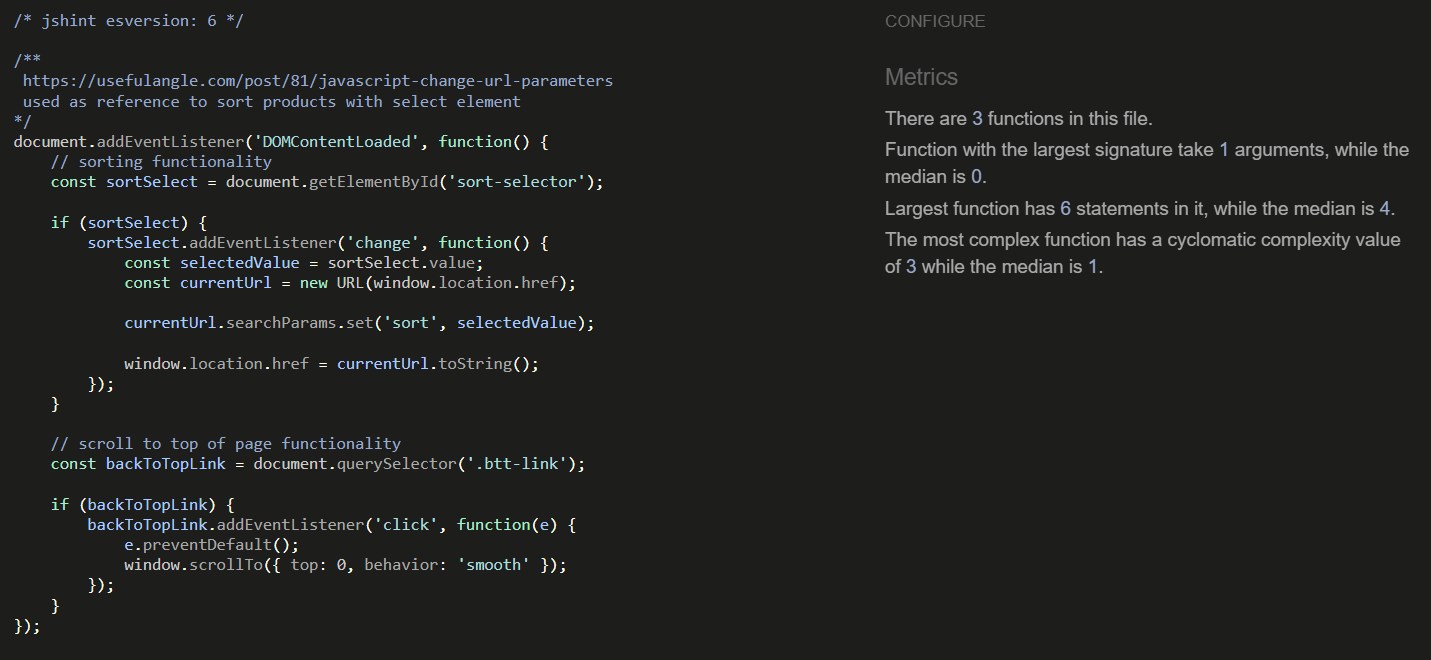 /* jshint esversion: 6 */
/**
https://usefulangle.com/post/81/javascript-change-url-parameters
used as reference to sort products with select element
*/
document.addEventListener('DOMContentLoaded', function() {
    // sorting functionality
    const sortSelect = document.getElementById('sort-selector');
    if (sortSelect) {
        sortSelect.addEventListener('change', function() {
            const selectedValue = sortSelect.value;
            const currentUrl = new URL(window.location.href);
            currentUrl.searchParams.set('sort', selectedValue);
            window.location.href = currentUrl.toString();
        });
    }
    // scroll to top of page functionality
    const backToTopLink = document.querySelector('.btt-link');
    if (backToTopLink) {
        backToTopLink.addEventListener('click', function(e) {
            e.preventDefault();
            window.scrollTo({ top: 0, behavior: 'smooth' });
        });
    }
});
CONFIGURE
Metrics
There are 3 functions in this file.
Function with the largest signature take 1 arguments, while the
median is 0.
Largest function has 6 statements in it, while the median is 4.
The most complex function has a cyclomatic complexity value
of 3 while the median is 1.